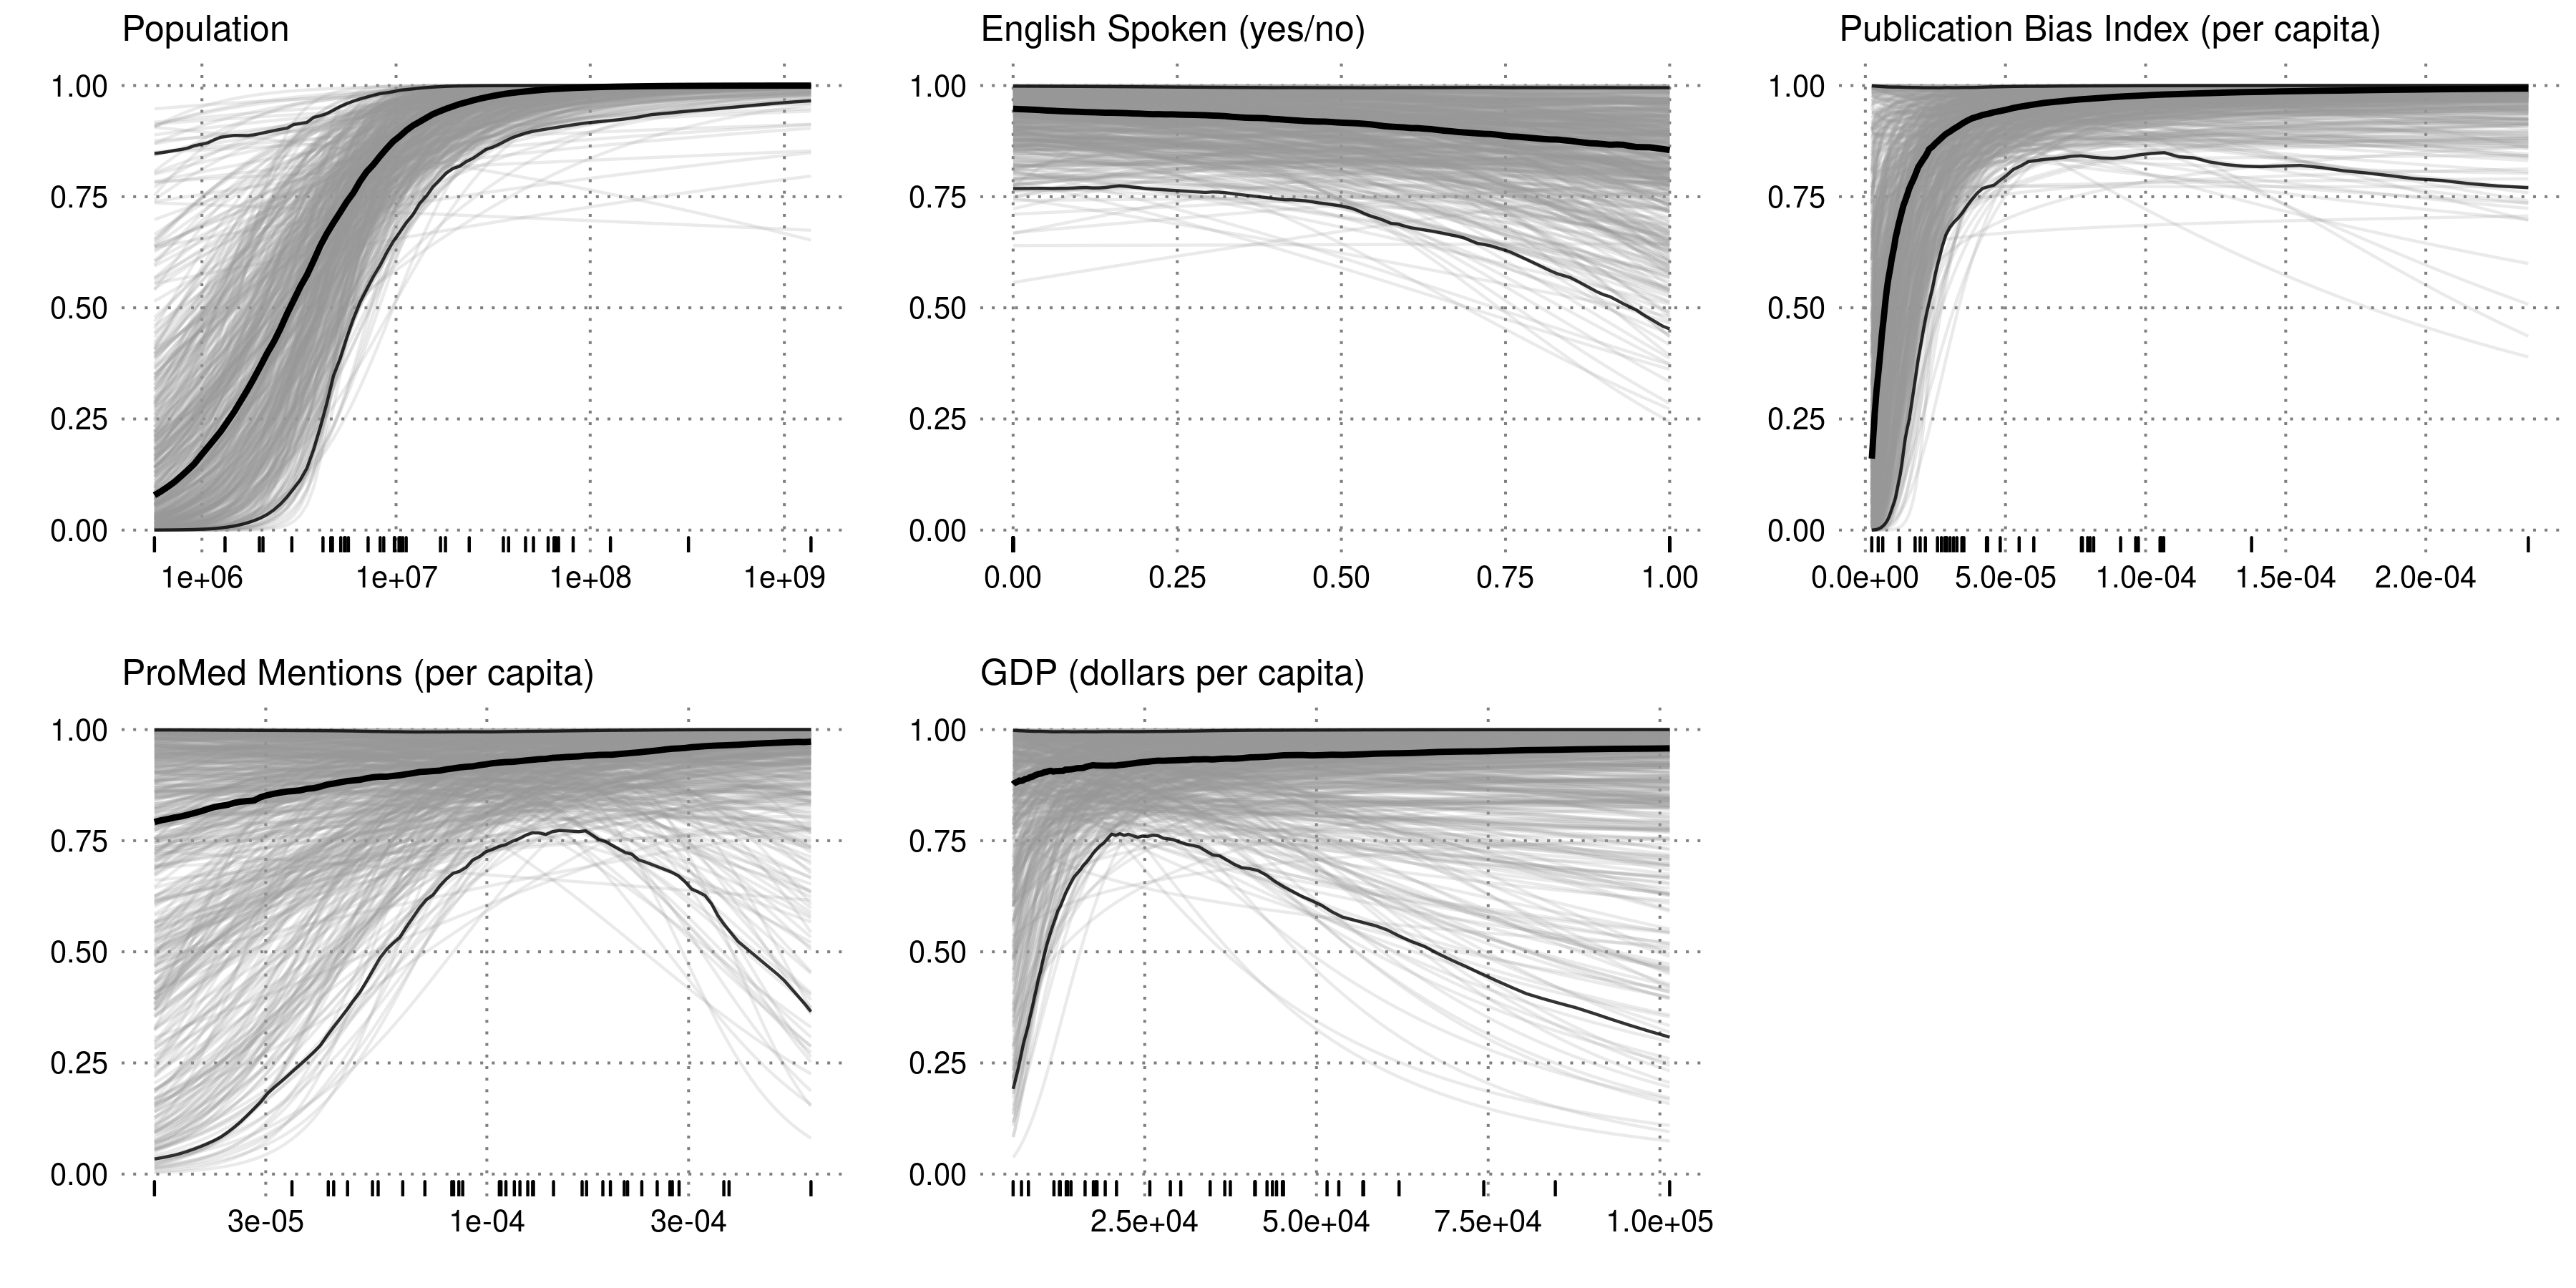 Population
1.00
0.75
0.50
0.25
0.00
1e+06 1e+07 1e+08 1e+09
English Spoken (yes/no)
1.00
0.75
0.50
0.25
0.00
0.00 0.25 0.50 0.75 1.00
Publication Bias Index (per capita)
1.00
0.75
0.50
0.25
0.00
0.0e+00 5.0e-05 1.0e-04 1.5e-04 2.0e-04
ProMed Mentions (per capita)
1.00
0.75
0.50
0.25
0.00
3e-05 1e-04 3e-04
GDP (dollars per capita)
1.00
0.75
0.50
0.25
0.00
2.5e+04 5.0e+04 7.5e+04 1.0e+05